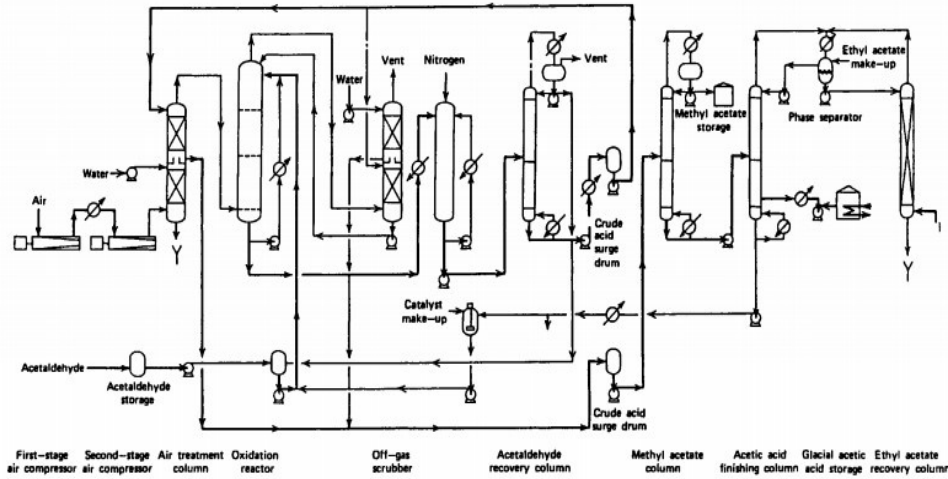 Vent
Nitrogen
Water
Vent
Ethyl acetate
make-up
Methyl acetate
storage
Phase separator
Water
Air
Crude
acid
surge
drum
Catalyst
make-up
Acetaldehyde
Acetaldehyde
storage
Crude acid
surge drum
First-stage
air compressor
Second-stage
air compressor
Air treatment
column
Oxidation
reactor
Off-gas
scrubber
Acetaldehyde
recovery column
Methyl acetate
column
Acetic acid
finishing column
Glacial acetic
acid storage
Ethyl acetate
recovery column